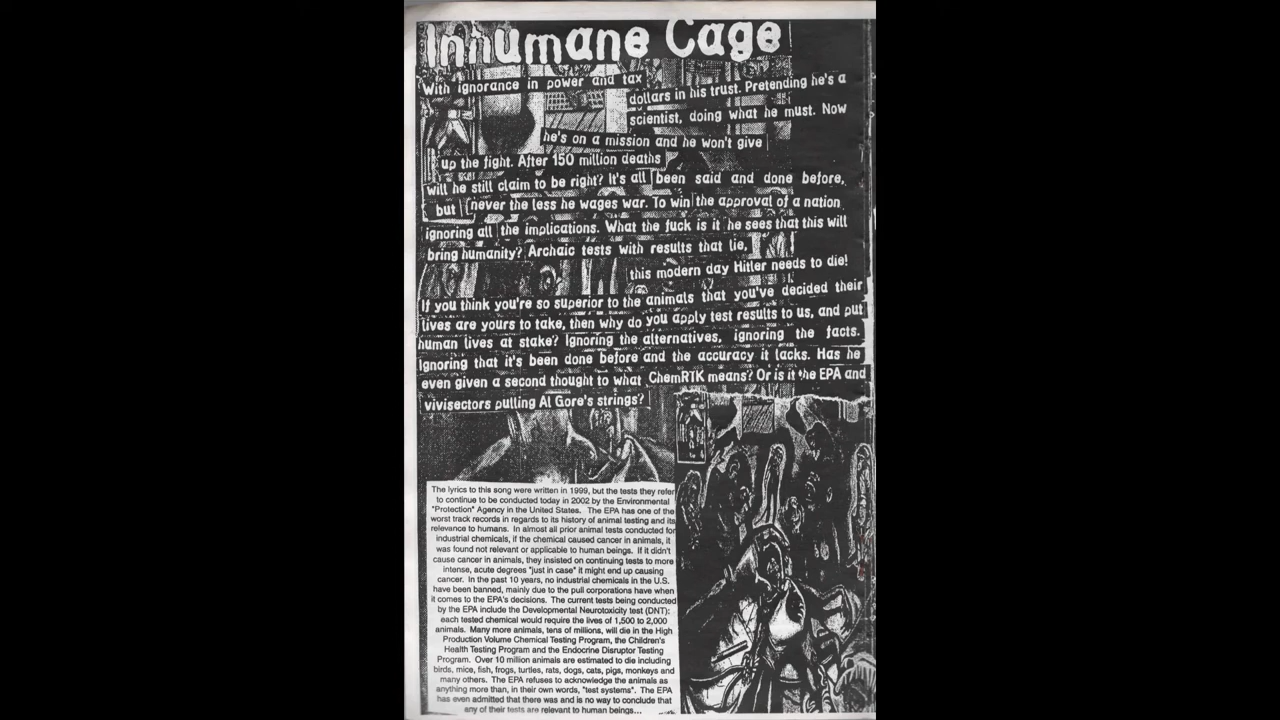 Inhumane Cage
With ignorance in power and tax
dollars in his trust. Pretending he's a
scientist, doing what he must. Now
he's on a mission and he won't give
up the fight. After 150 million deaths
will he still claim to be right? It's all been said and done before,
but never the less he wages war. To win the approval of a nation
ignoring all the implications. What the fuck is it he sees that this will
bring humanity? Archaic tests with results that lie,
this modern day Hitler needs to die!
If you think you're so superior to the animals that you've decided their
lives are yours to take, then why do you apply test results to us, and put
human lives at stake? Ignoring the alternatives, ignoring the facts.
Ignoring that it's been done before and the accuracy it lacks. Has he
even given a second thought to what ChemRTK means? Or is it the EPA and
vivisectors pulling Al Gore's strings?
The lyrics to this song were written in 1999, but the tests they refer
to continue to be conducted today in 2002 by the Environmental
"Protection" Agency in the United States. The EPA has one of the
worst track records in regards to its history of animal testing and its
relevance to humans. In almost all prior animal tests conducted for
industrial chemicals, if the chemical caused cancer in animals, it
was found not relevant or applicable to human beings. If it didn't
cause cancer in animals, they insisted on continuing tests to more
intense, acute degrees "just in case" it might end up causing
cancer. In the past 10 years, no industrial chemicals in the U.S.
have been banned, mainly due to the pull corporations have when
it comes to the EPA's decisions. The current tests being conducted
by the EPA include the Developmental Neurotoxicity test (DNT):
each tested chemical would require the lives of 1,500 to 2,000
animals. Many more animals, tens of millions, will die in the High
Production Volume Chemical Testing Program, the Children's
Health Testing Program and the Endocrine Disruptor Testing
Program. Over 10 million animals are estimated to die including
birds, mice, fish, frogs, turtles, rats, dogs, cats, pigs, monkeys and
many others. The EPA refuses to acknowledge the animals as
anything more than, in their own words, "test systems". The EPA
has even admitted that there was and is no way to conclude that
any of their tests are relevant to human beings...